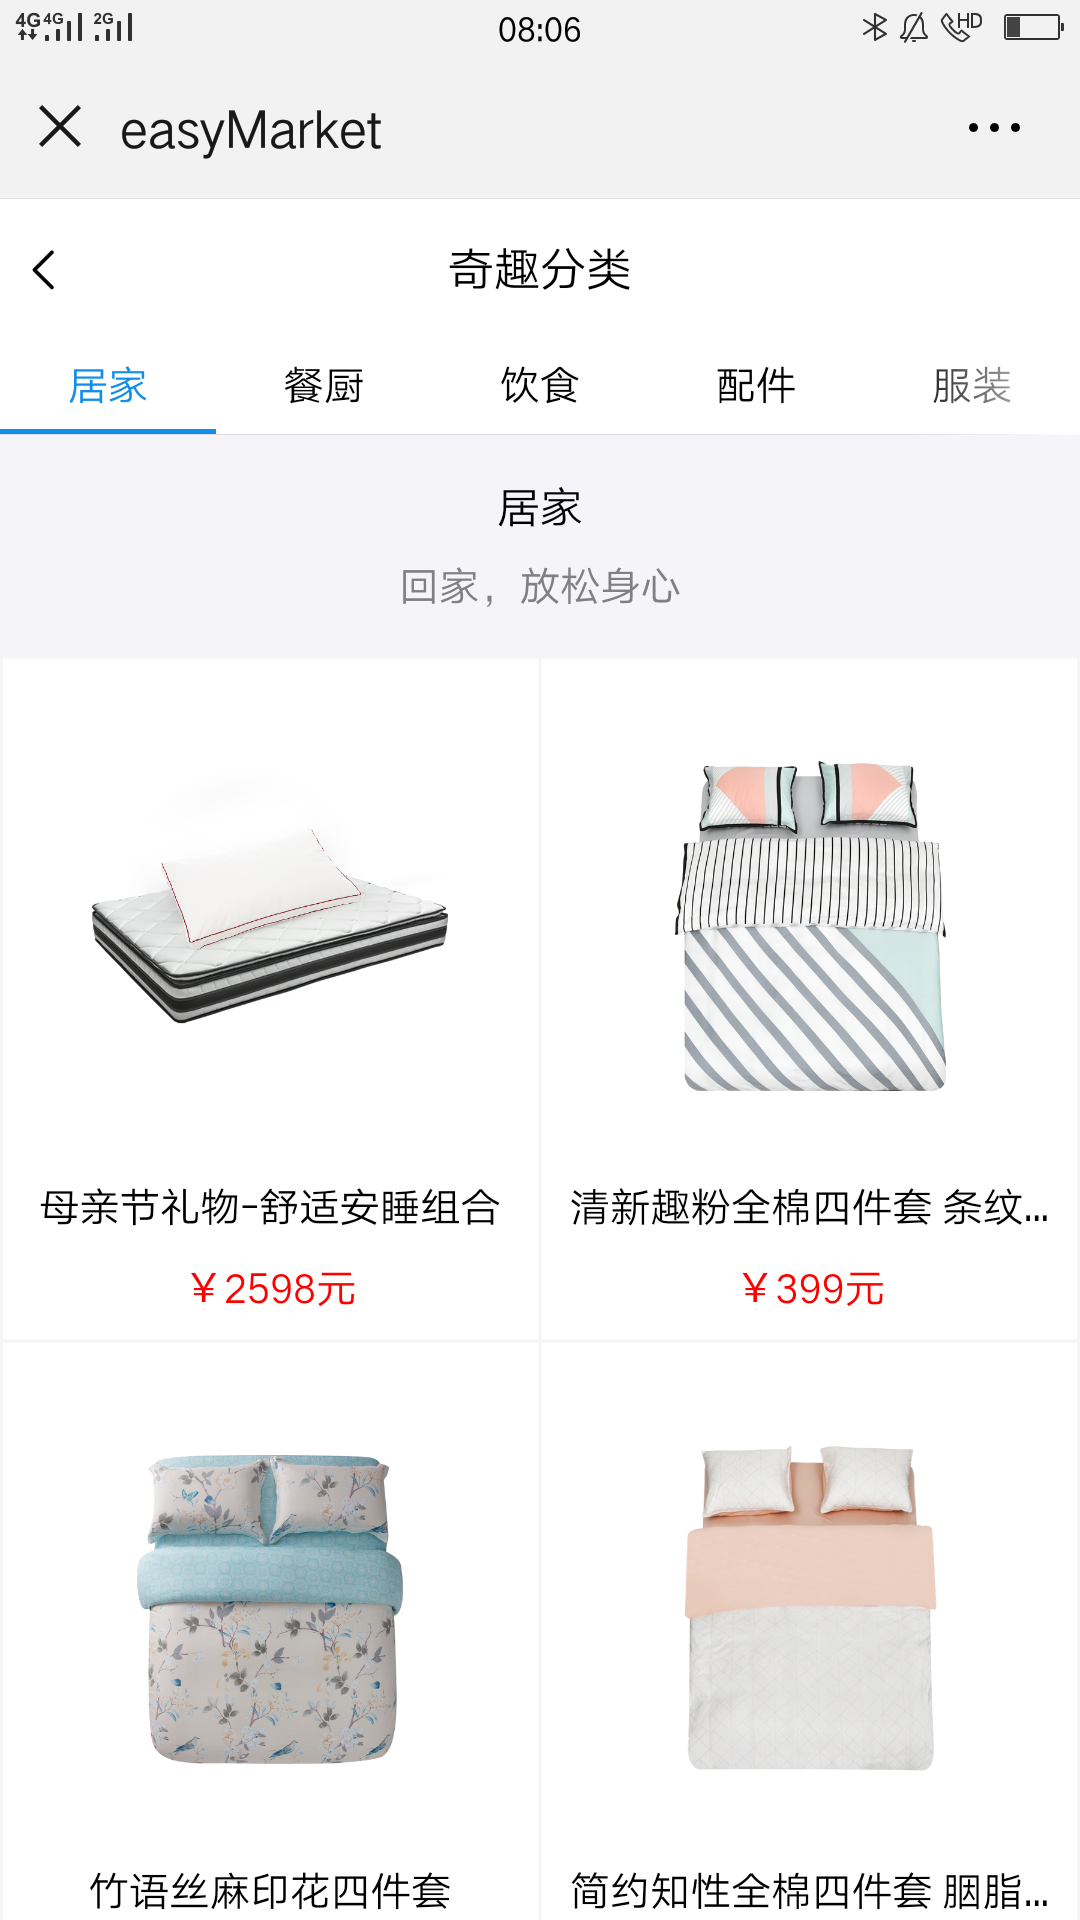 4G 4G 2G 08:06 HD
easyMarket
奇趣分类
居家 餐厨 饮食 配件 服装
居家
回家，放松身心
母亲节礼物-舒适安睡组合
￥2598元
清新趣粉全棉四件套 条纹...
￥399元
竹语丝麻印花四件套
简约知性全棉四件套 胭脂...